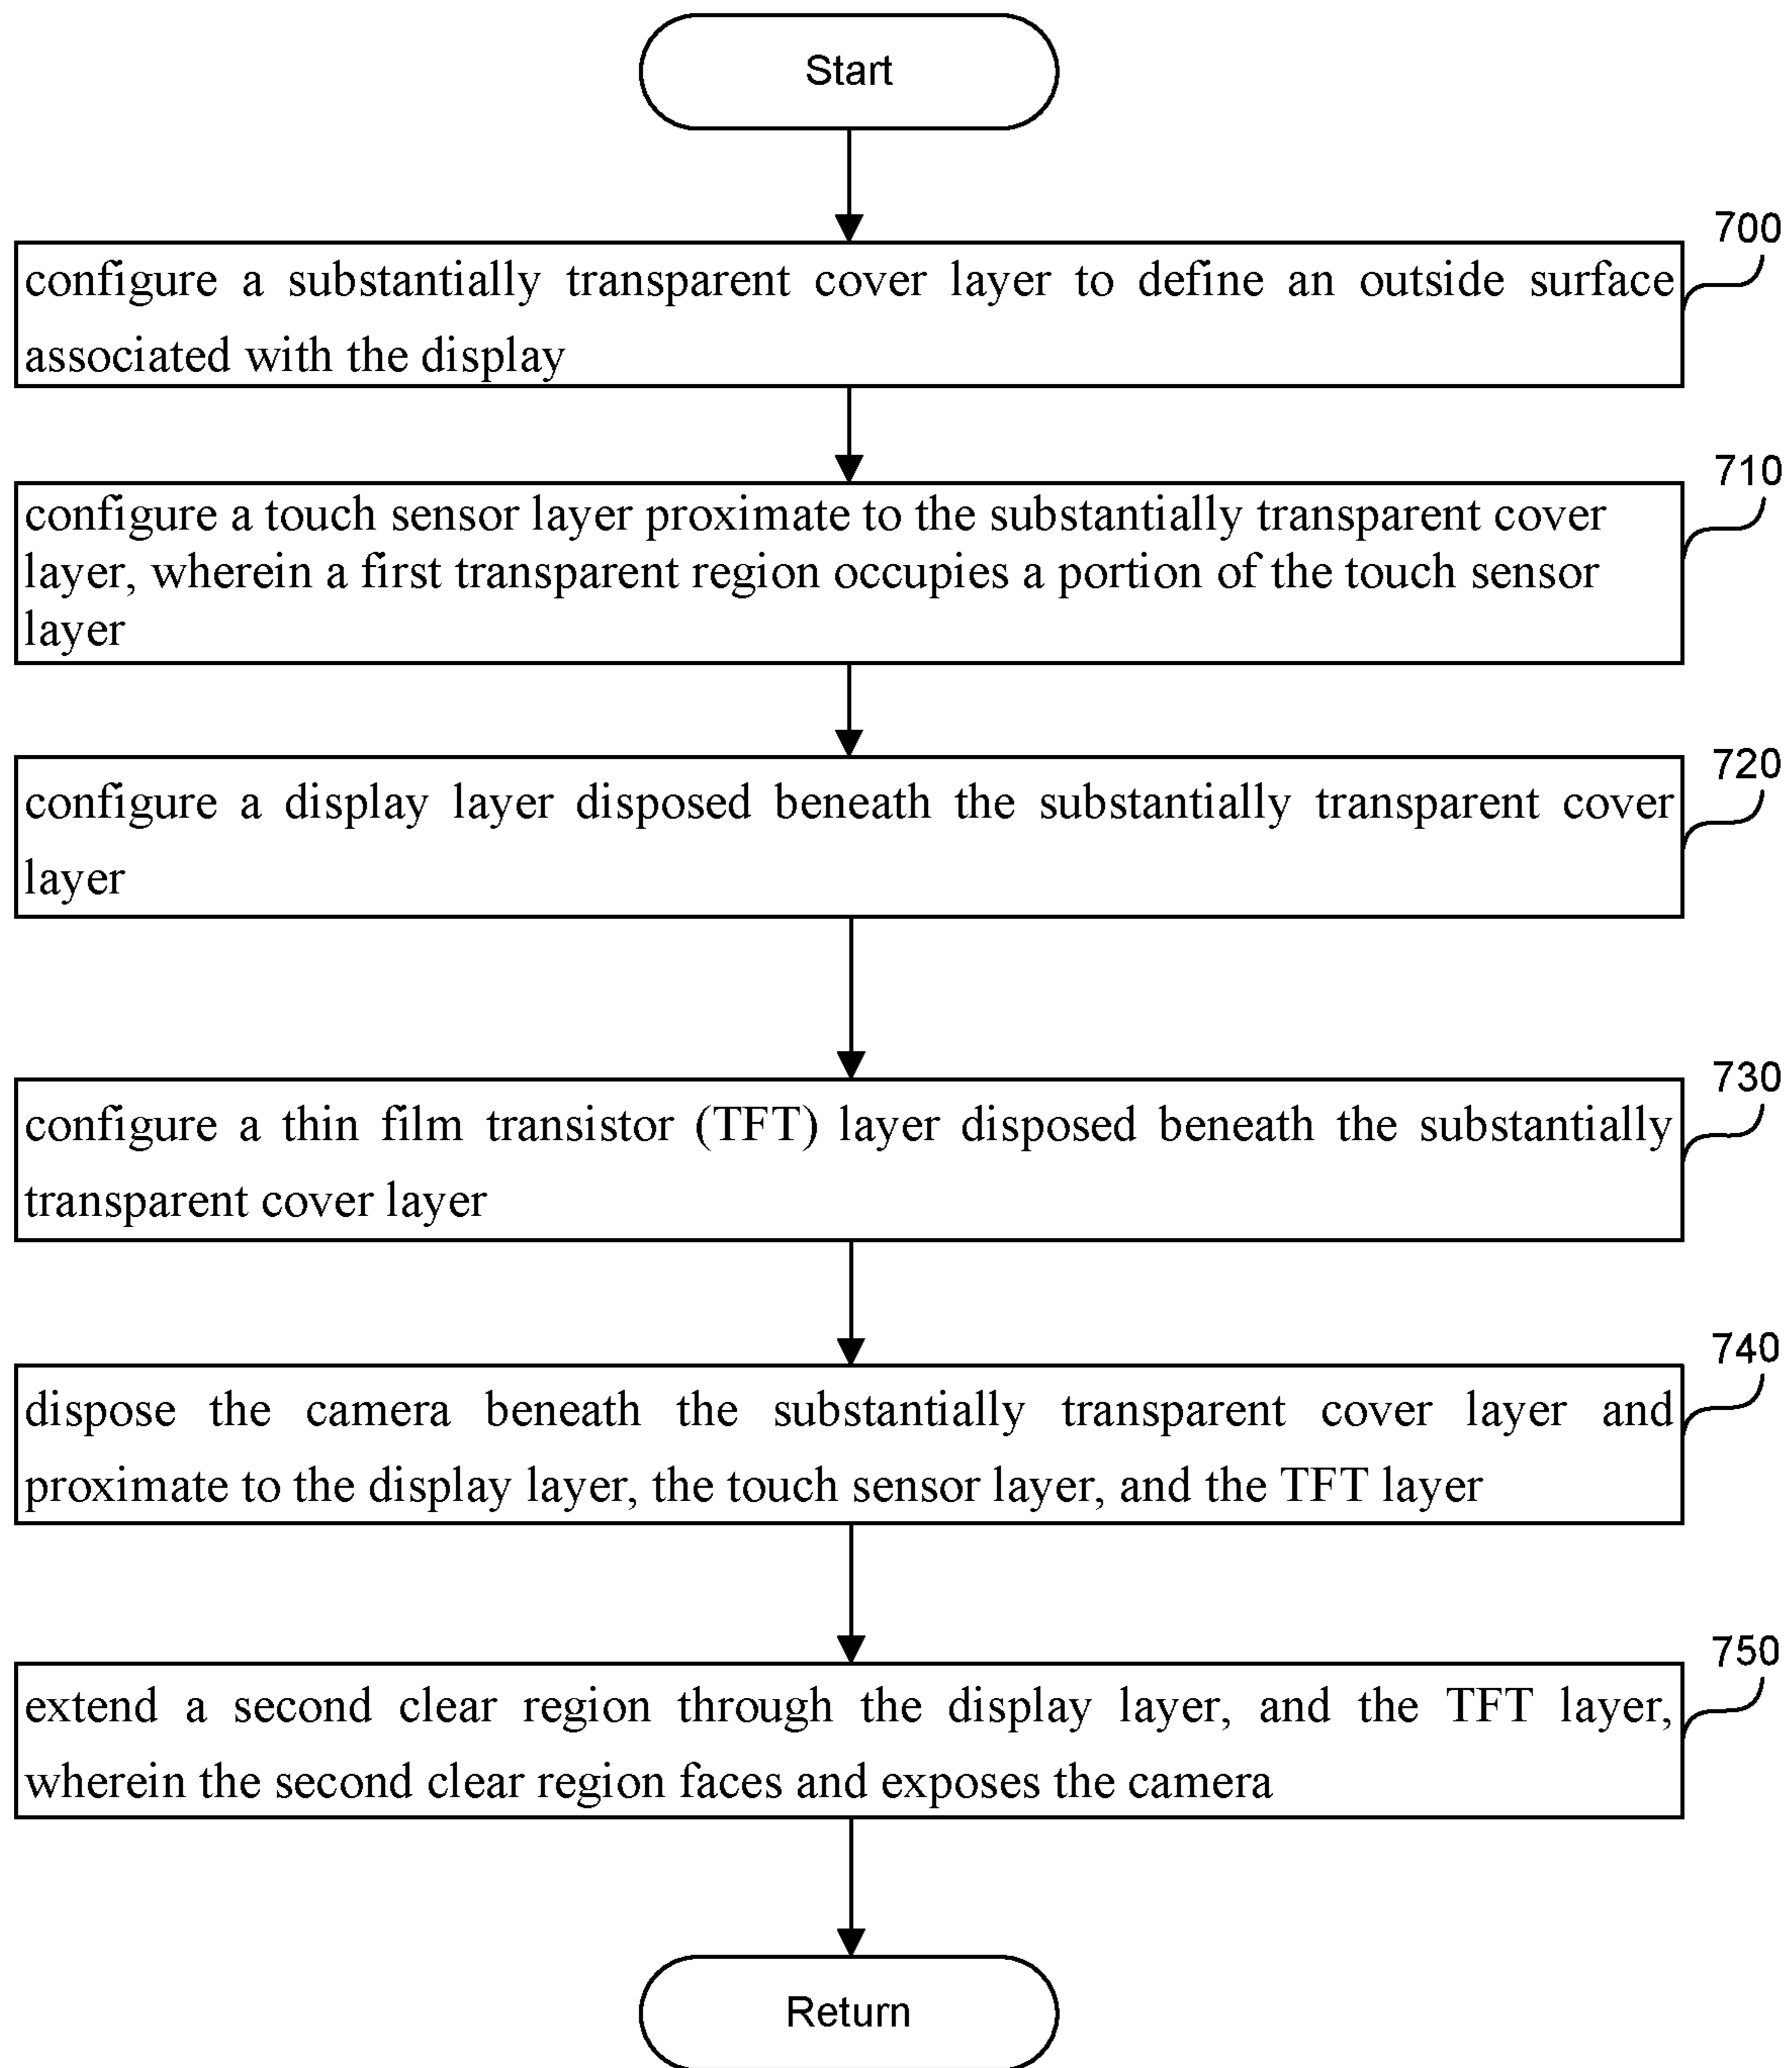 Start
700
configure a substantially transparent cover layer to define an outside surface
associated with the display
710
configure a touch sensor layer proximate to the substantially transparent cover
layer, wherein a first transparent region occupies a portion of the touch sensor
layer
720
configure a display layer disposed beneath the substantially transparent cover
layer
730
configure a thin film transistor (TFT) layer disposed beneath the substantially
transparent cover layer
740
dispose the camera beneath the substantially transparent cover layer and
proximate to the display layer, the touch sensor layer, and the TFT layer
750
extend a second clear region through the display layer, and the TFT layer,
wherein the second clear region faces and exposes the camera
Return